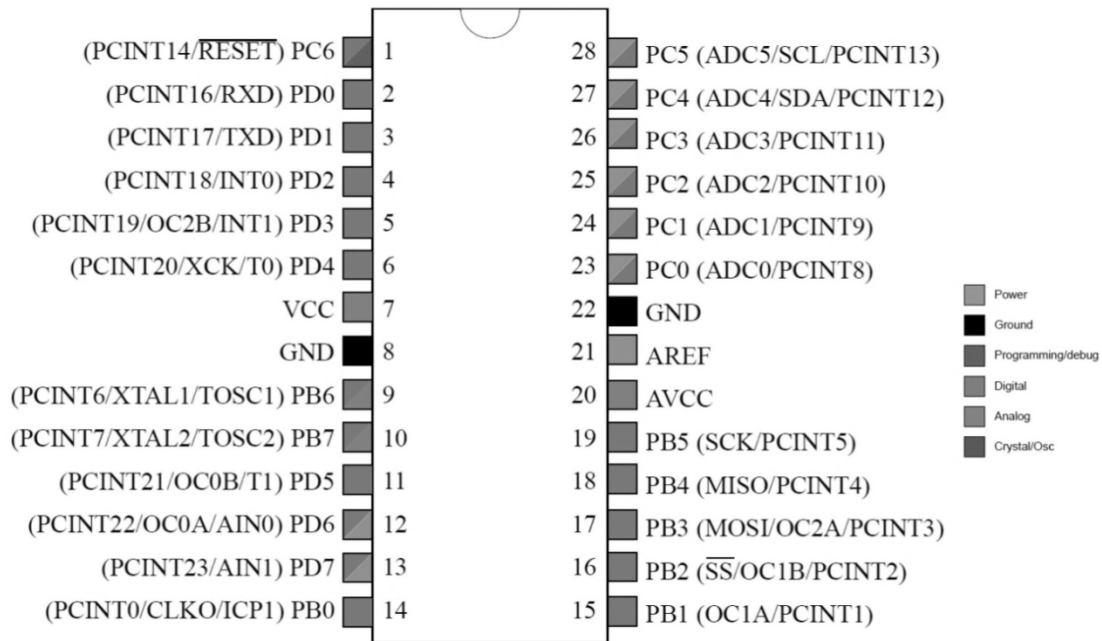 (PCINT14/RESET) PC6 1
(PCINT16/RXD) PD0 2
(PCINT17/TXD) PD1 3
(PCINT18/INT0) PD2 4
(PCINT19/OC2B/INT1) PD3 5
(PCINT20/XCK/T0) PD4 6
VCC 7
GND 8
(PCINT6/XTAL1/TOSC1) PB6 9
(PCINT7/XTAL2/TOSC2) PB7 10
(PCINT21/OC0B/T1) PD5 11
(PCINT22/OC0A/AIN0) PD6 12
(PCINT23/AIN1) PD7 13
(PCINT0/CLKO/ICP1) PB0 14
28 PC5 (ADC5/SCL/PCINT13)
27 PC4 (ADC4/SDA/PCINT12)
26 PC3 (ADC3/PCINT11)
25 PC2 (ADC2/PCINT10)
24 PC1 (ADC1/PCINT9)
23 PC0 (ADC0/PCINT8)
22 GND
21 AREF
20 AVCC
19 PB5 (SCK/PCINT5)
18 PB4 (MISO/PCINT4)
17 PB3 (MOSI/OC2A/PCINT3)
16 PB2 (SS/OC1B/PCINT2)
15 PB1 (OC1A/PCINT1)
Power
Ground
Programming/debug
Digital
Analog
Crystal/Osc